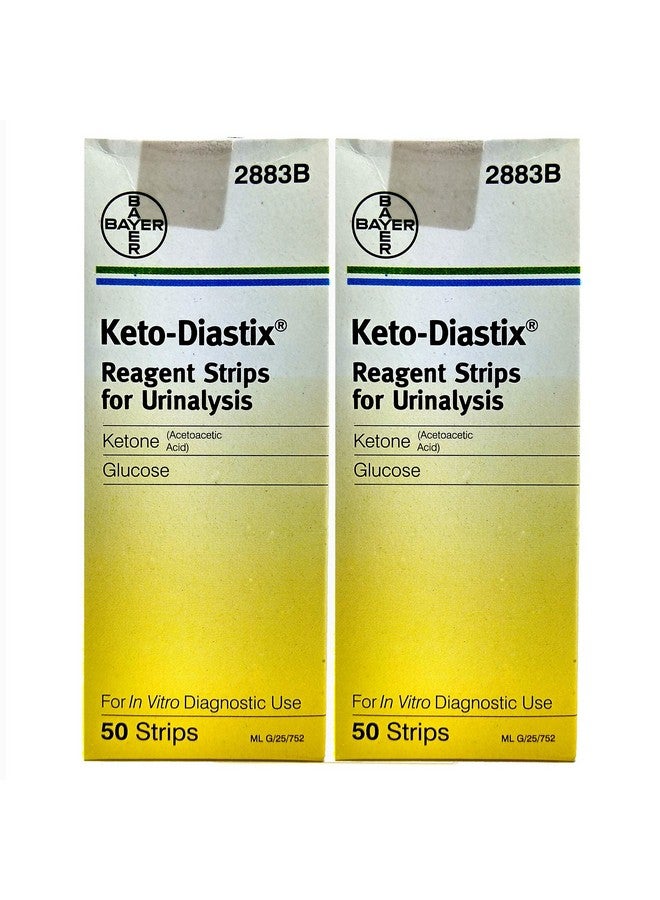 2883B
B
A
BAYER
E
R
Keto-Diastix®
Reagent Strips
for Urinalysis
Ketone (Acetoacetic
Acid)
Glucose
For In Vitro Diagnostic Use
50 Strips ML G/25/752
2883B
B
A
BAYER
E
R
Keto-Diastix®
Reagent Strips
for Urinalysis
Ketone (Acetoacetic
Acid)
Glucose
For In Vitro Diagnostic Use
50 Strips ML G/25/752